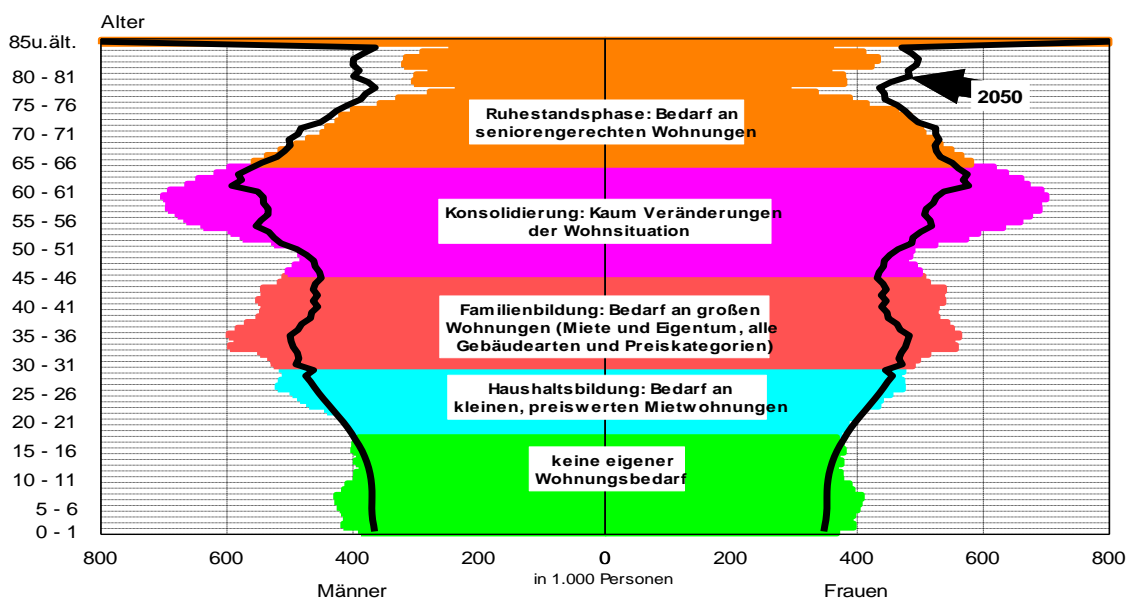 Alter
85u.ält.
80 - 81
75 - 76
70 - 71
65 - 66
60 - 61
55 - 56
50 - 51
45 - 46
40 - 41
35 - 36
30 - 31
25 - 26
20 - 21
15 - 16
10 - 11
5 - 6
0 - 1
2050
Ruhestandsphase: Bedarf an
seniorengerechten Wohnungen
Konsolidierung: Kaum Veränderungen
der Wohnsituation
Familienbildung: Bedarf an großen
Wohnungen (Miete und Eigentum, alle
Gebäudearten und Preiskategorien)
Haushaltsbildung: Bedarf an
kleinen, preiswerten Mietwohnungen
keine eigener
Wohnungsbedarf
800 600 400 200 0 200 400 600 800
in 1.000 Personen
Männer Frauen